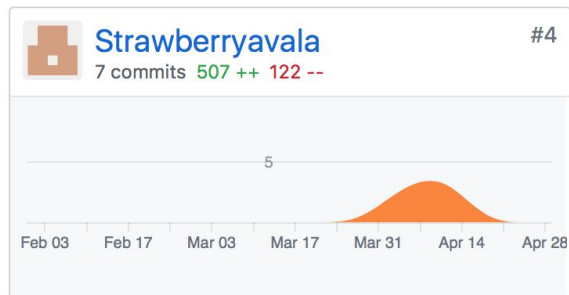 Strawberryavala
#4
7 commits 507 ++ 122 --
5
Feb 03 Feb 17 Mar 03 Mar 17 Mar 31 Apr 14 Apr 28